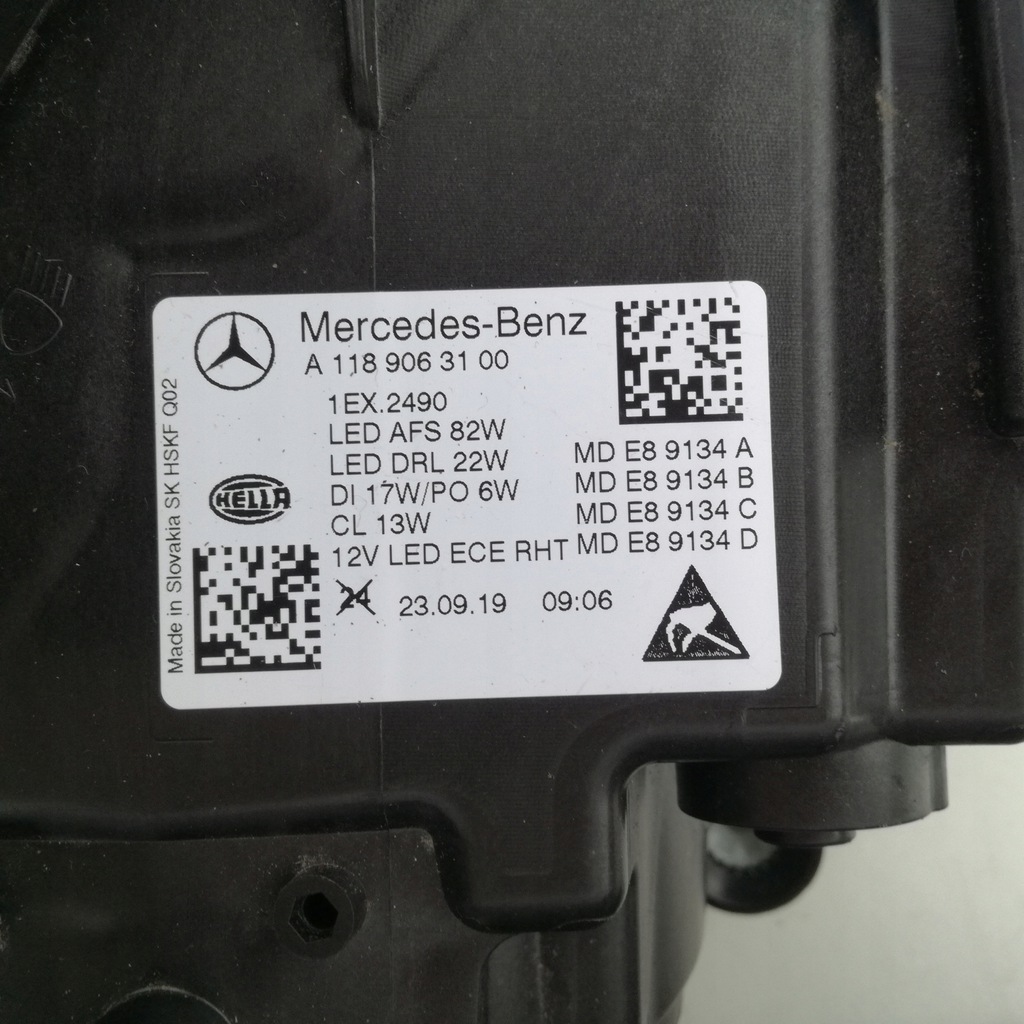 Mercedes-Benz
A 118 906 31 00
1EX.2490
LED AFS 82W
LED DRL 22W
DI 17W/PO 6W
CL 13W
12V LED ECE RHT
MD E8 9134 A
MD E8 9134 B
MD E8 9134 C
MD E8 9134 D
HELLA
24
23.09.19 09:06
Made in Slovakia SK HSKF Q02